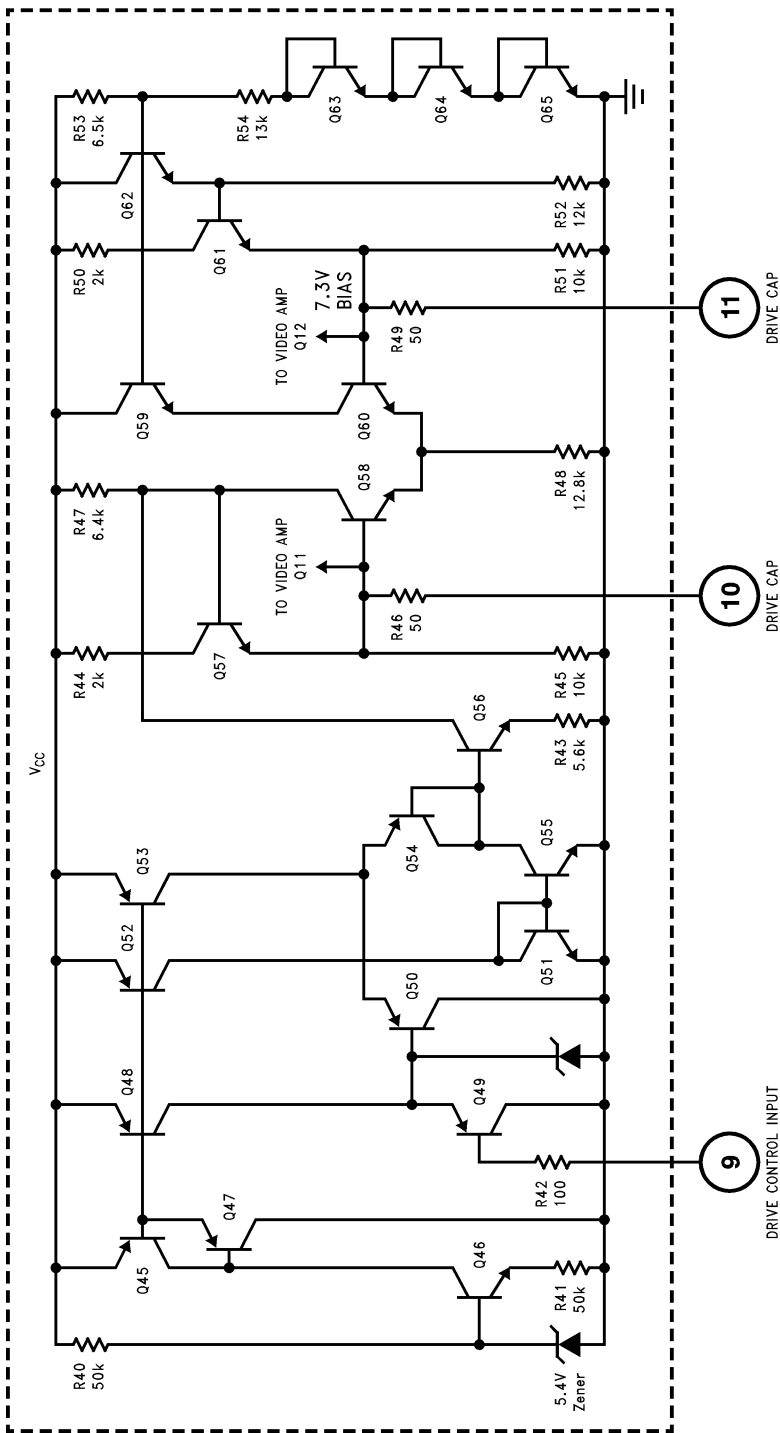 V_CC
R40
50k
5.4V
Zener
Q45
Q46
R41
50k
Q47
Q48
Q49
R42
100
9
DRIVE CONTROL INPUT
Q50
Q52
Q51
Q53
Q54
Q55
Q56
R43
5.6k
R44
2k
Q57
R45
10k
TO VIDEO AMP
Q11
R46
50
10
DRIVE CAP
R47
6.4k
Q58
R48
12.8k
Q59
Q60
TO VIDEO AMP
Q12
7.3V
BIAS
R49
50
11
DRIVE CAP
R50
2k
Q61
R51
10k
Q62
R52
12k
R53
6.5k
R54
13k
Q63
Q64
Q65